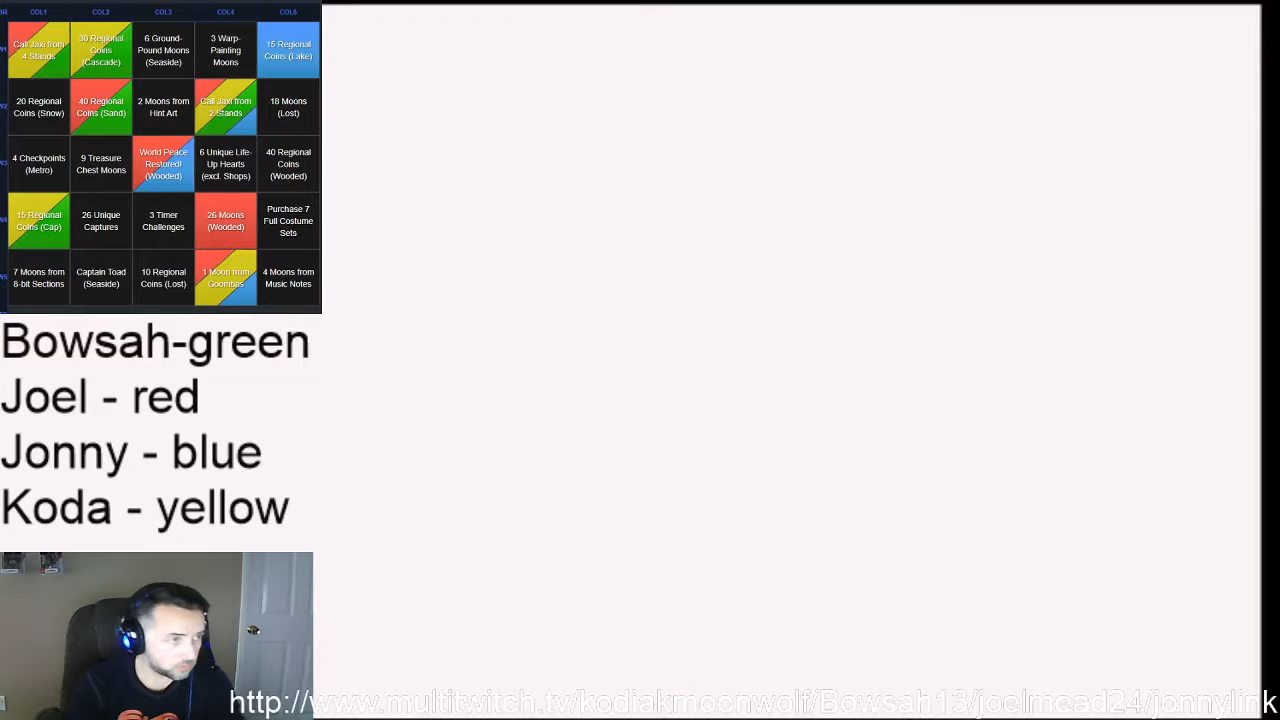 COL1 COL2 COL3 COL4 COL5
Call Jaxi from 4 Stands
30 Regional Coins (Cascade)
6 Ground-Pound Moons (Seaside)
3 Warp-Painting Moons
15 Regional Coins (Lake)
20 Regional Coins (Snow)
40 Regional Coins (Sand)
2 Moons from Hint Art
Call Jaxi from 2 Stands
18 Moons (Lost)
4 Checkpoints (Metro)
9 Treasure Chest Moons
World Peace Restored! (Wooded)
6 Unique Life-Up Hearts (excl. Shops)
40 Regional Coins (Wooded)
15 Regional Coins (Cap)
26 Unique Captures
3 Timer Challenges
26 Moons (Wooded)
Purchase 7 Full Costume Sets
7 Moons from 8-bit Sections
Captain Toad (Seaside)
10 Regional Coins (Lost)
1 Moon from Goombas
4 Moons from Music Notes
Bowsah-green
Joel - red
Jonny - blue
Koda - yellow
http://www.multitwitch.tv/kodiakmoonwolf/Bowsah13/joelmead24/jonnylink